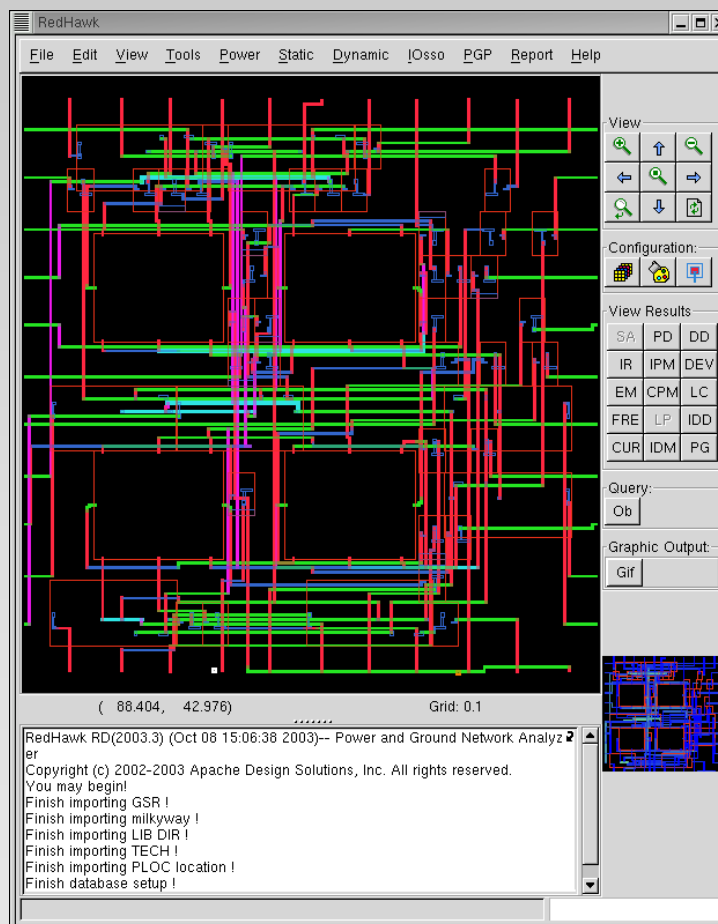 RedHawk
File Edit View Tools Power Static Dynamic IOsso PGP Report Help
View
Configuration:
View Results
SA PD DD
IR IPM DEV
EM CPM LC
FRE LP IDD
CUR IDM PG
Query:
Ob
Graphic Output:
Gif
( 88.404, 42.976) Grid: 0.1
RedHawk RD(2003.3) (Oct 08 15:06:38 2003)-- Power and Ground Network Analyz
er
Copyright (c) 2002-2003 Apache Design Solutions, Inc. All rights reserved.
You may begin!
Finish importing GSR !
Finish importing milkyway !
Finish importing LIB DIR !
Finish importing TECH !
Finish importing PLOC location !
Finish database setup !